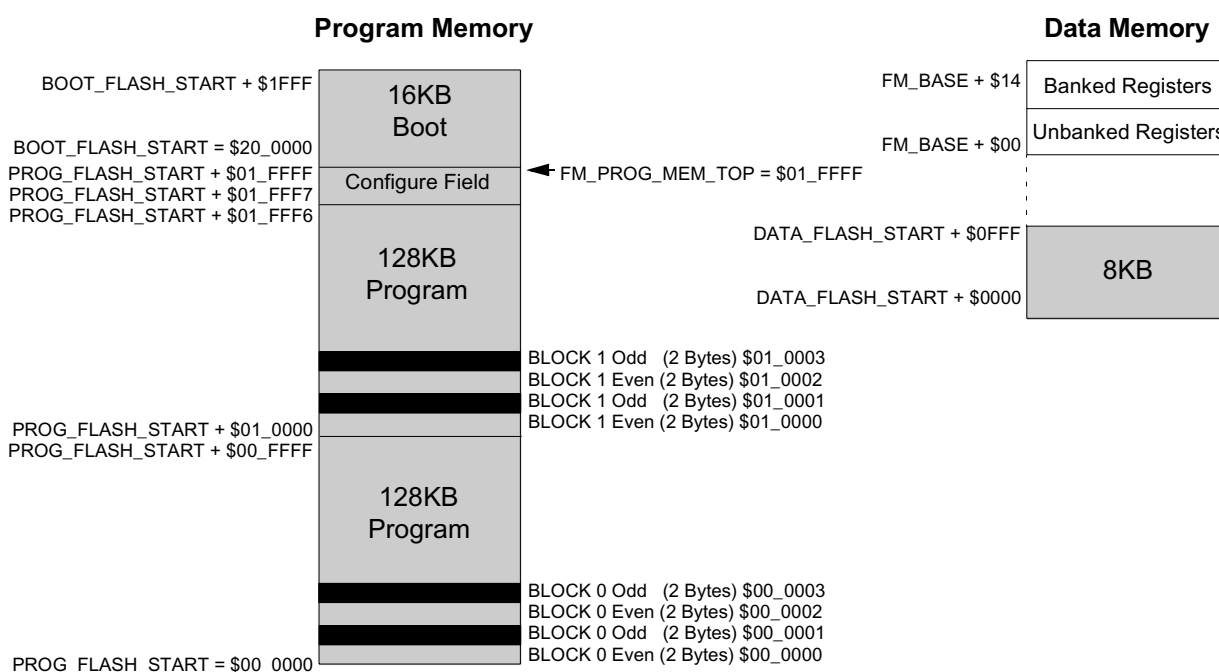 Program Memory
BOOT_FLASH_START + $1FFF
16KB
Boot
BOOT_FLASH_START = $20_0000
PROG_FLASH_START + $01_FFFF
FM_PROG_MEM_TOP = $01_FFFF
Configure Field
PROG_FLASH_START + $01_FFF7
PROG_FLASH_START + $01_FFF6
128KB
Program
BLOCK 1 Odd (2 Bytes) $01_0003
BLOCK 1 Even (2 Bytes) $01_0002
BLOCK 1 Odd (2 Bytes) $01_0001
BLOCK 1 Even (2 Bytes) $01_0000
PROG_FLASH_START + $01_0000
PROG_FLASH_START + $00_FFFF
128KB
Program
BLOCK 0 Odd (2 Bytes) $00_0003
BLOCK 0 Even (2 Bytes) $00_0002
BLOCK 0 Odd (2 Bytes) $00_0001
BLOCK 0 Even (2 Bytes) $00_0000
PROG_FLASH_START = $00_0000
Data Memory
FM_BASE + $14
Banked Registers
Unbanked Registers
FM_BASE + $00
DATA_FLASH_START + $0FFF
8KB
DATA_FLASH_START + $0000